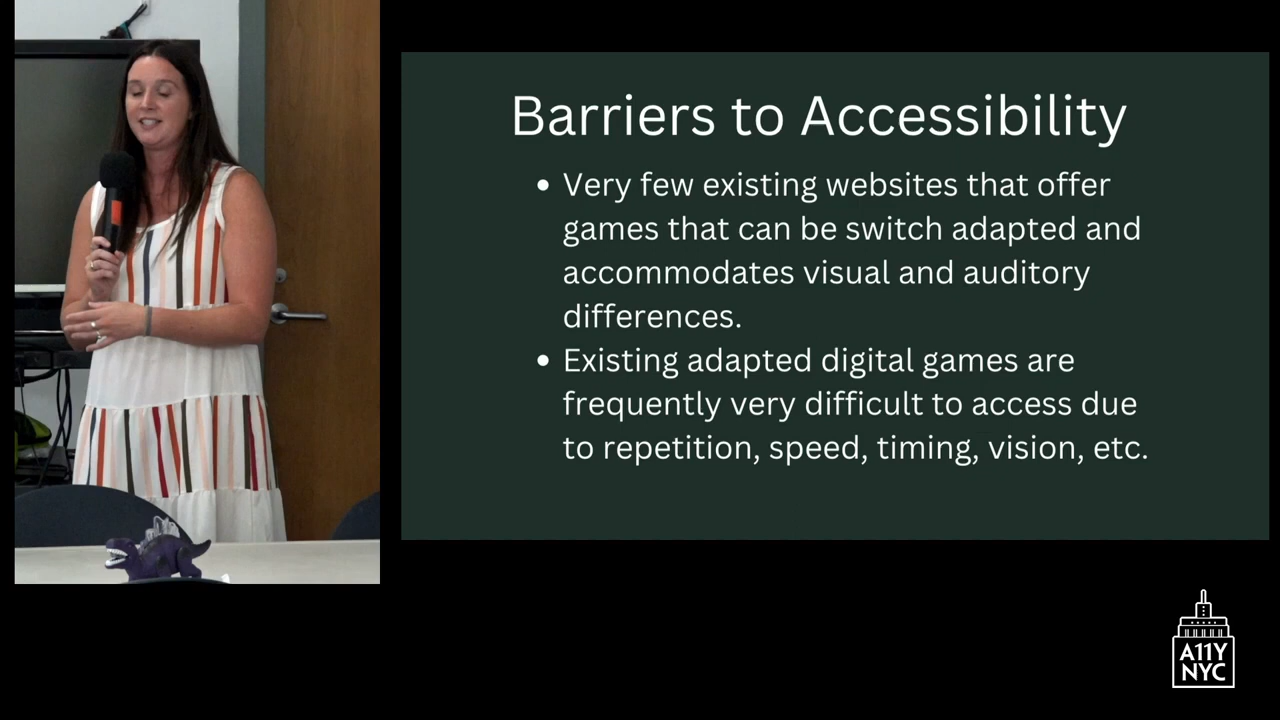 Barriers to Accessibility
• Very few existing websites that offer
games that can be switch adapted and
accommodates visual and auditory
differences.
• Existing adapted digital games are
frequently very difficult to access due
to repetition, speed, timing, vision, etc.
A11Y
NYC